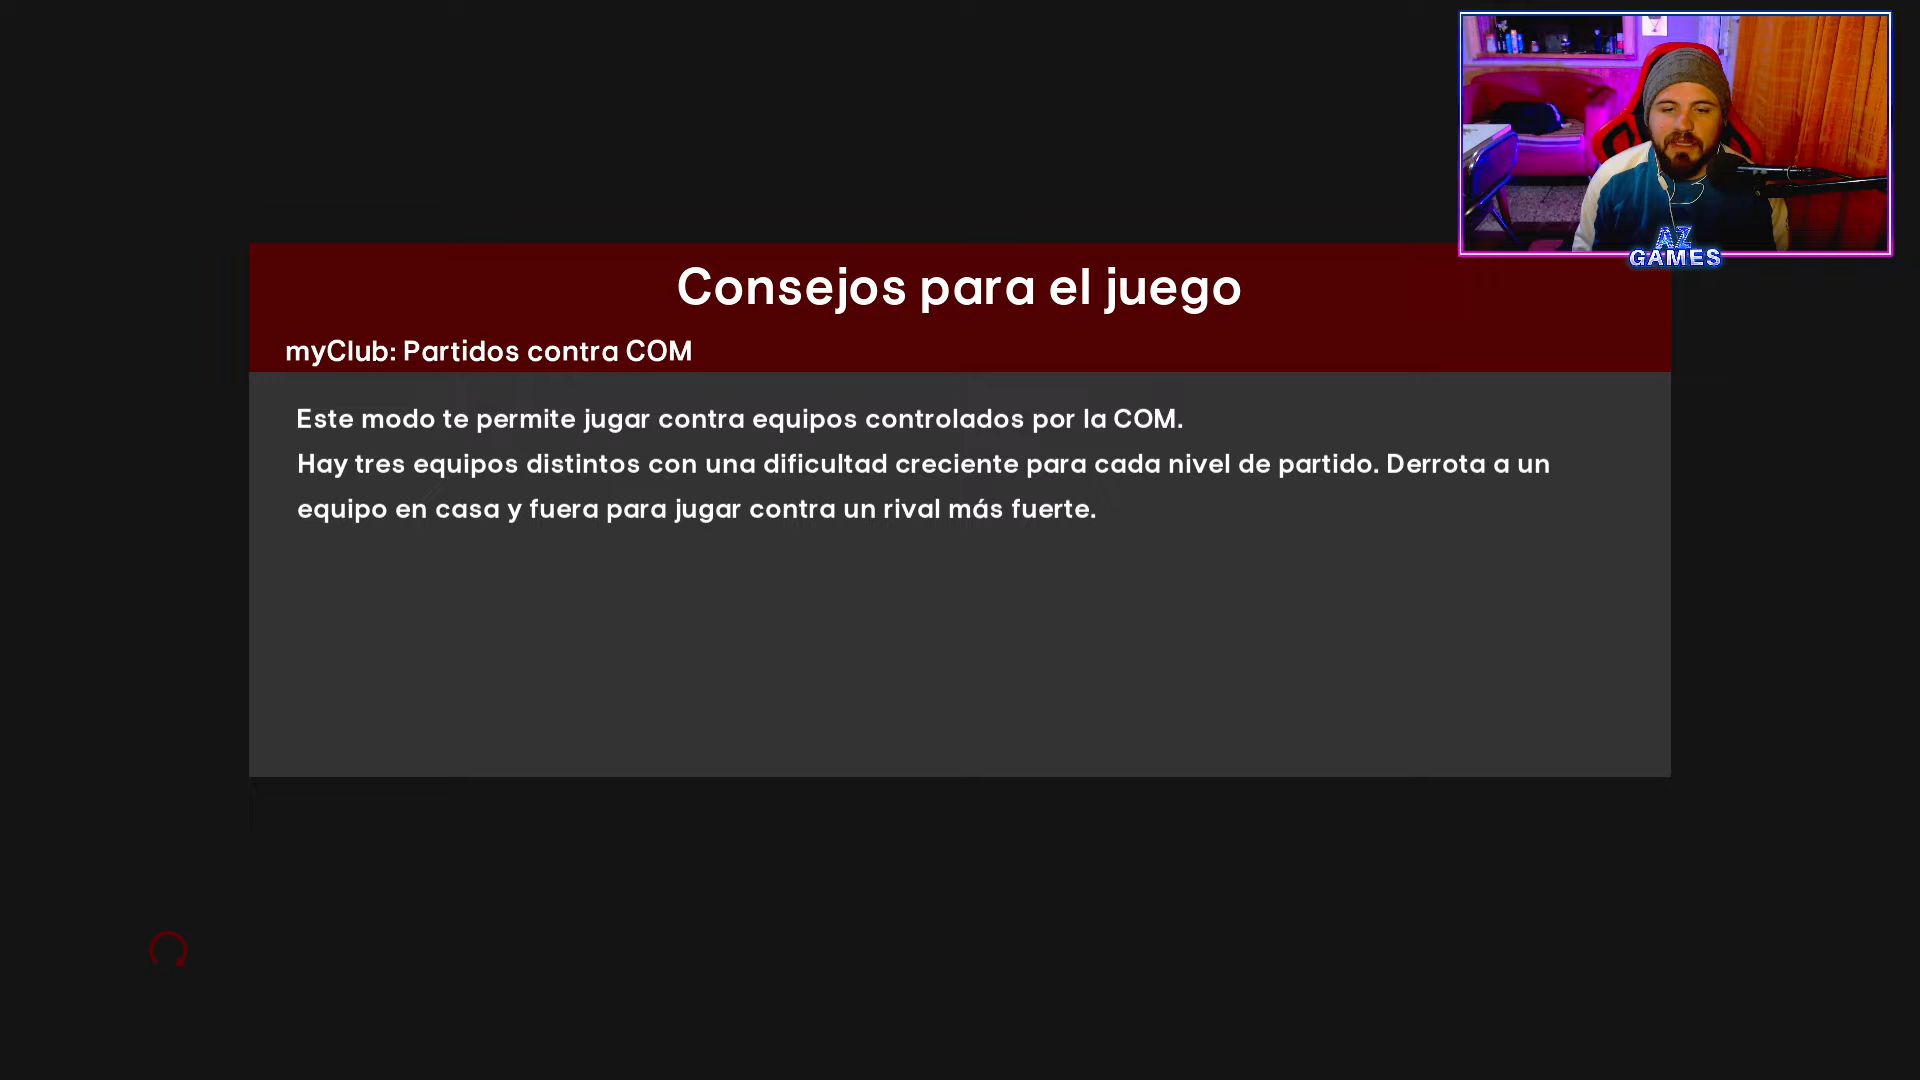 Consejos para el juego
myClub: Partidos contra COM
Este modo te permite jugar contra equipos controlados por la COM.
Hay tres equipos distintos con una dificultad creciente para cada nivel de partido. Derrota a un
equipo en casa y fuera para jugar contra un rival más fuerte.
AZ
GAMES